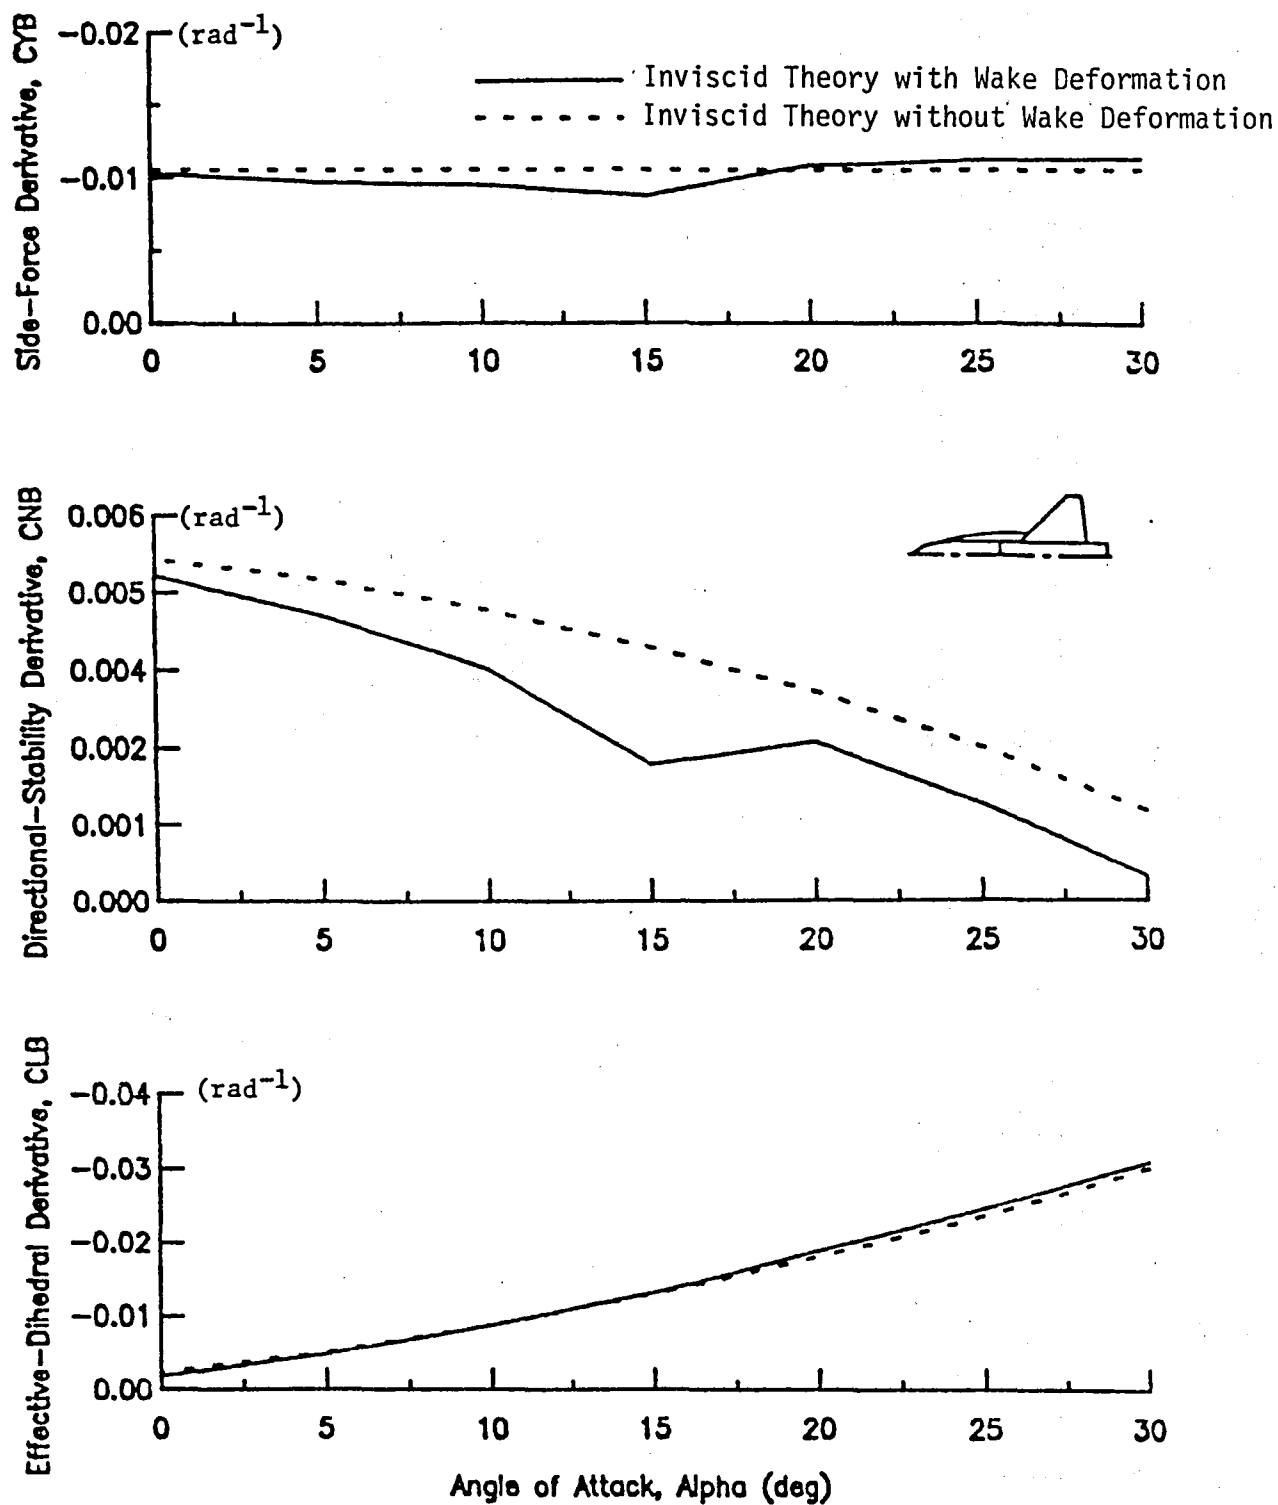 Side-Force Derivative, CYB
-0.02
(rad-1)
Inviscid Theory with Wake Deformation
Inviscid Theory without Wake Deformation
-0.01
0.00
0 5 10 15 20 25 30
Directional-Stability Derivative, CNB
0.006
(rad-1)
0.005
0.004
0.002
0.001
0.000
0 5 10 15 20 25 30
Effective-Dihedral Derivative, CLB
-0.04
(rad-1)
-0.03
-0.02
-0.01
0.00
0 5 10 15 20 25 30
Angle of Attack, Alpha (deg)